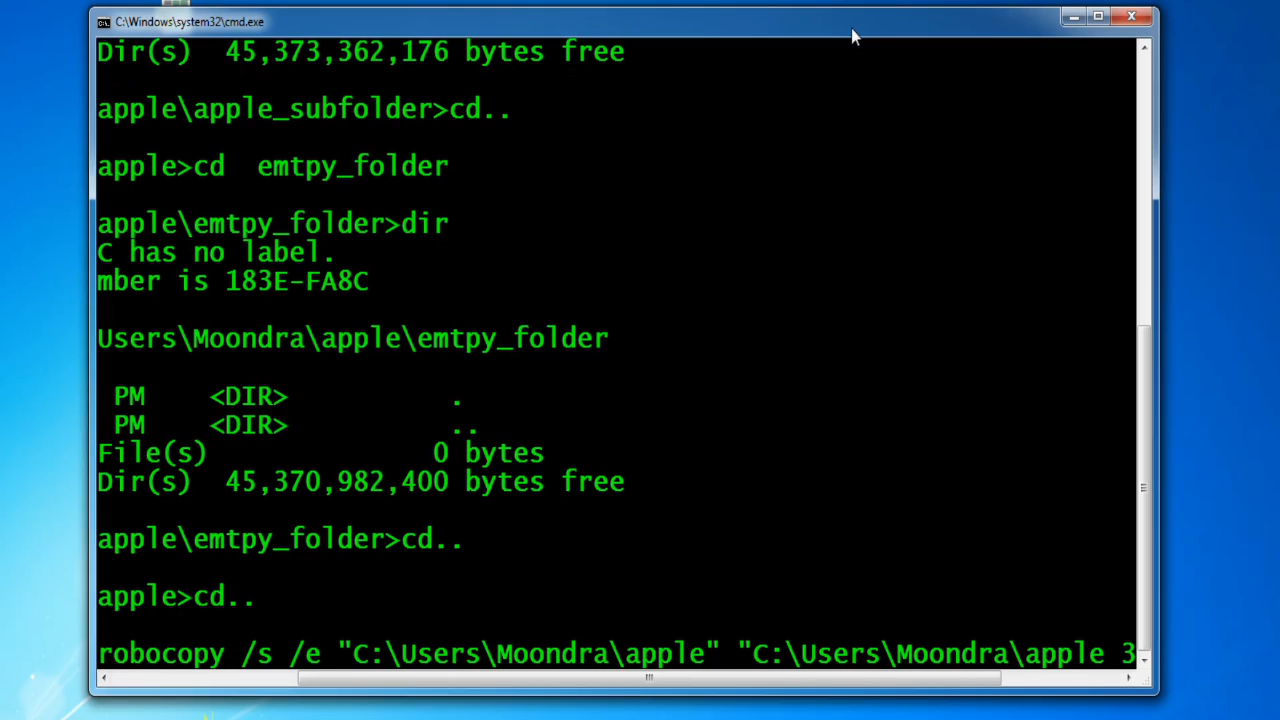 C:\Windows\system32\cmd.exe
Dir(s)  45,373,362,176 bytes free
apple\apple_subfolder>cd..
apple>cd  emtpy_folder
apple\emtpy_folder>dir
C has no label.
mber is 183E-FA8C
Users\Moondra\apple\emtpy_folder
PM    <DIR>          .
PM    <DIR>          ..
File(s)              0 bytes
Dir(s)  45,370,982,400 bytes free
apple\emtpy_folder>cd..
apple>cd..
robocopy /s /e "C:\Users\Moondra\apple" "C:\Users\Moondra\apple 3